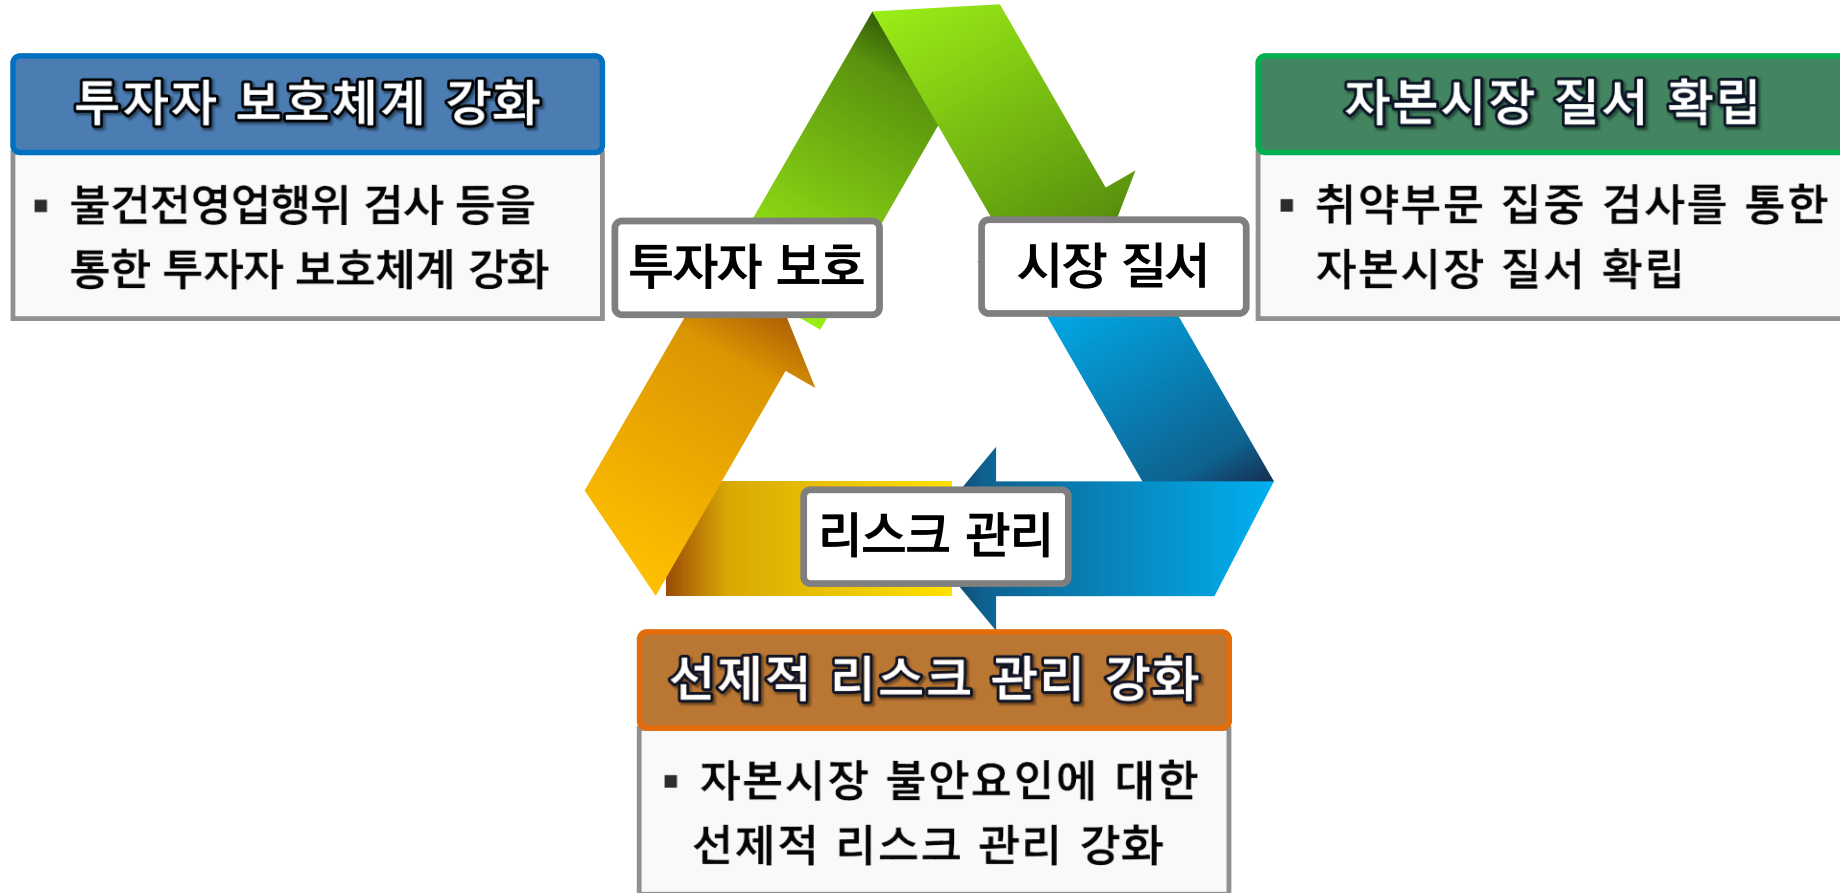 투자자 보호체계 강화
▪ 불건전영업행위 검사 등을
통한 투자자 보호체계 강화
투자자 보호
시장 질서
자본시장 질서 확립
▪ 취약부문 집중 검사를 통한
자본시장 질서 확립
리스크 관리
선제적 리스크 관리 강화
▪ 자본시장 불안요인에 대한
선제적 리스크 관리 강화